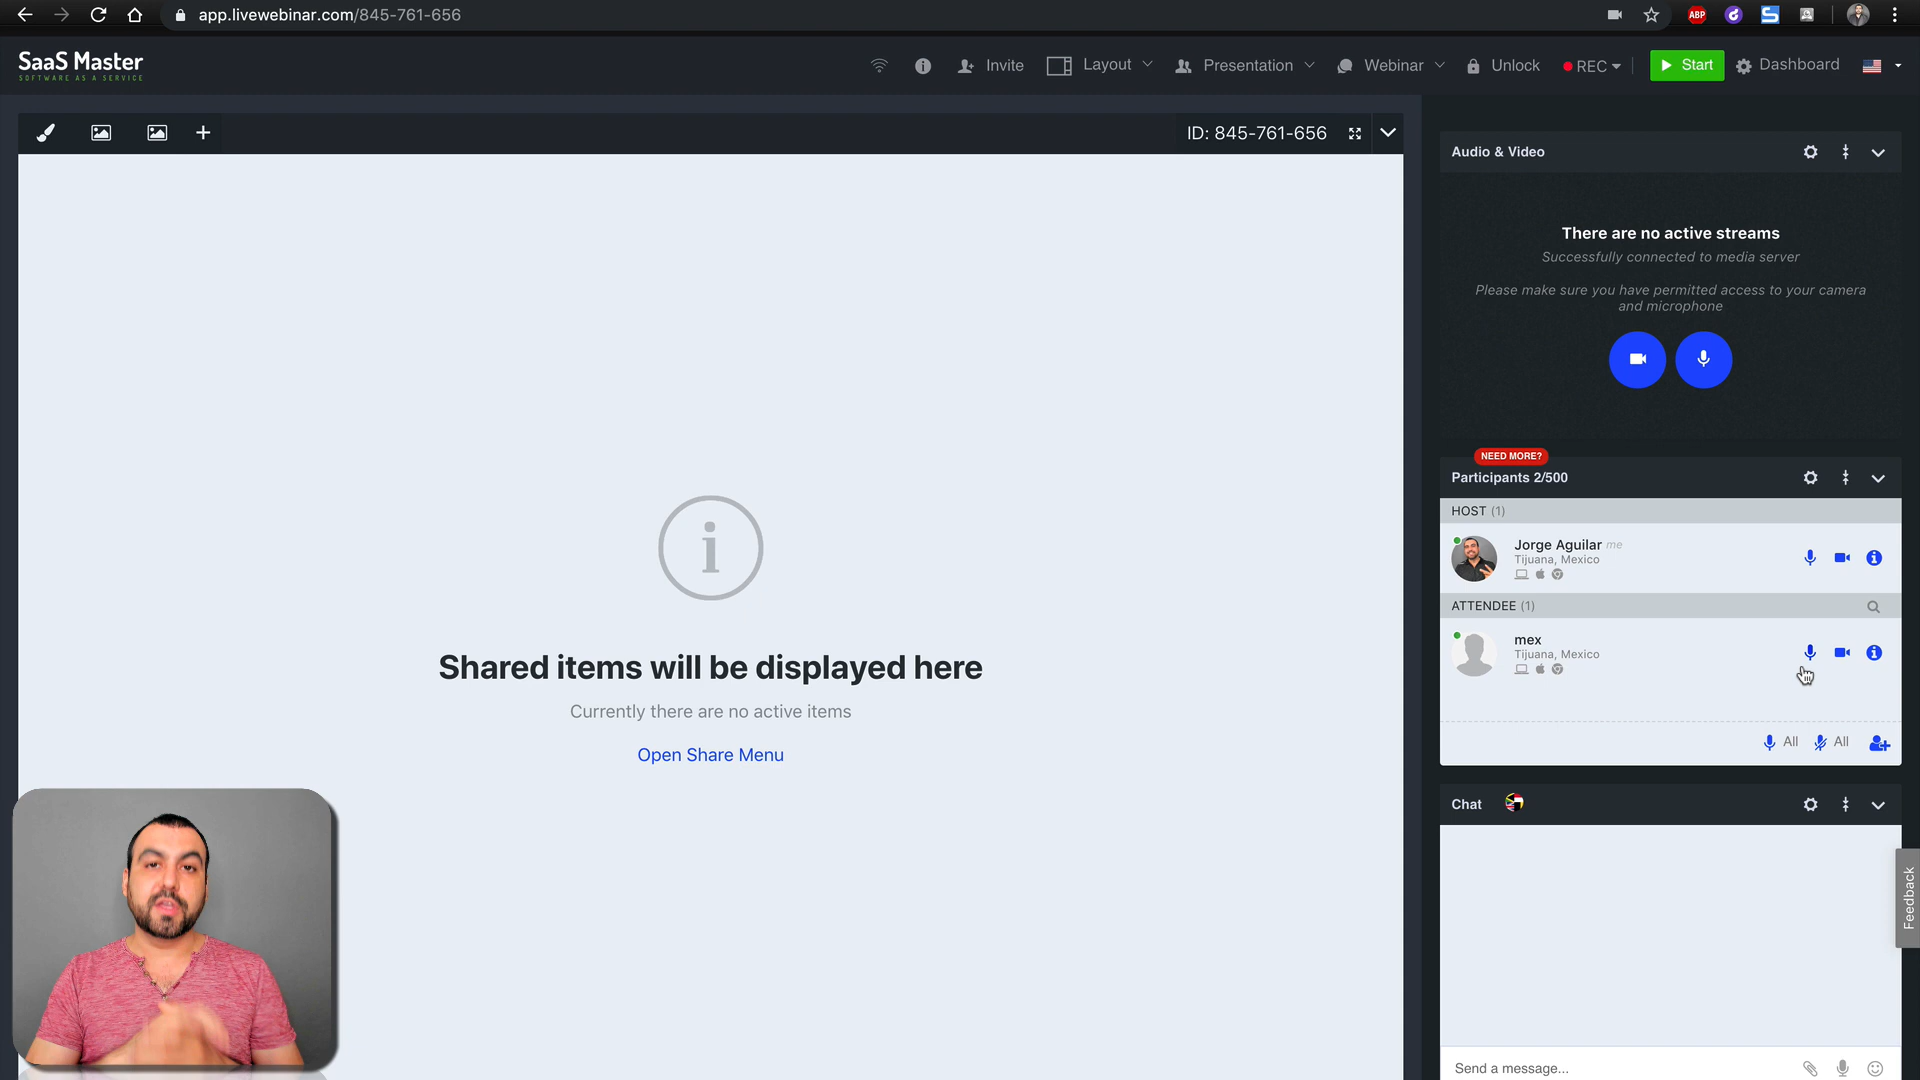 app.livewebinar.com/845-761-656
ABP
SaaS Master
SOFTWARE AS A SERVICE
Invite
Layout
Presentation
Webinar
Unlock
REC
Start
Dashboard
ID: 845-761-656
Audio & Video
There are no active streams
Successfully connected to media server
Please make sure you have permitted access to your camera
and microphone
NEED MORE?
Participants 2/500
HOST (1)
Jorge Aguilar me
Tijuana, Mexico
ATTENDEE (1)
mex
Tijuana, Mexico
All
All
Shared items will be displayed here
Currently there are no active items
Open Share Menu
Chat
Feedback
Send a message...